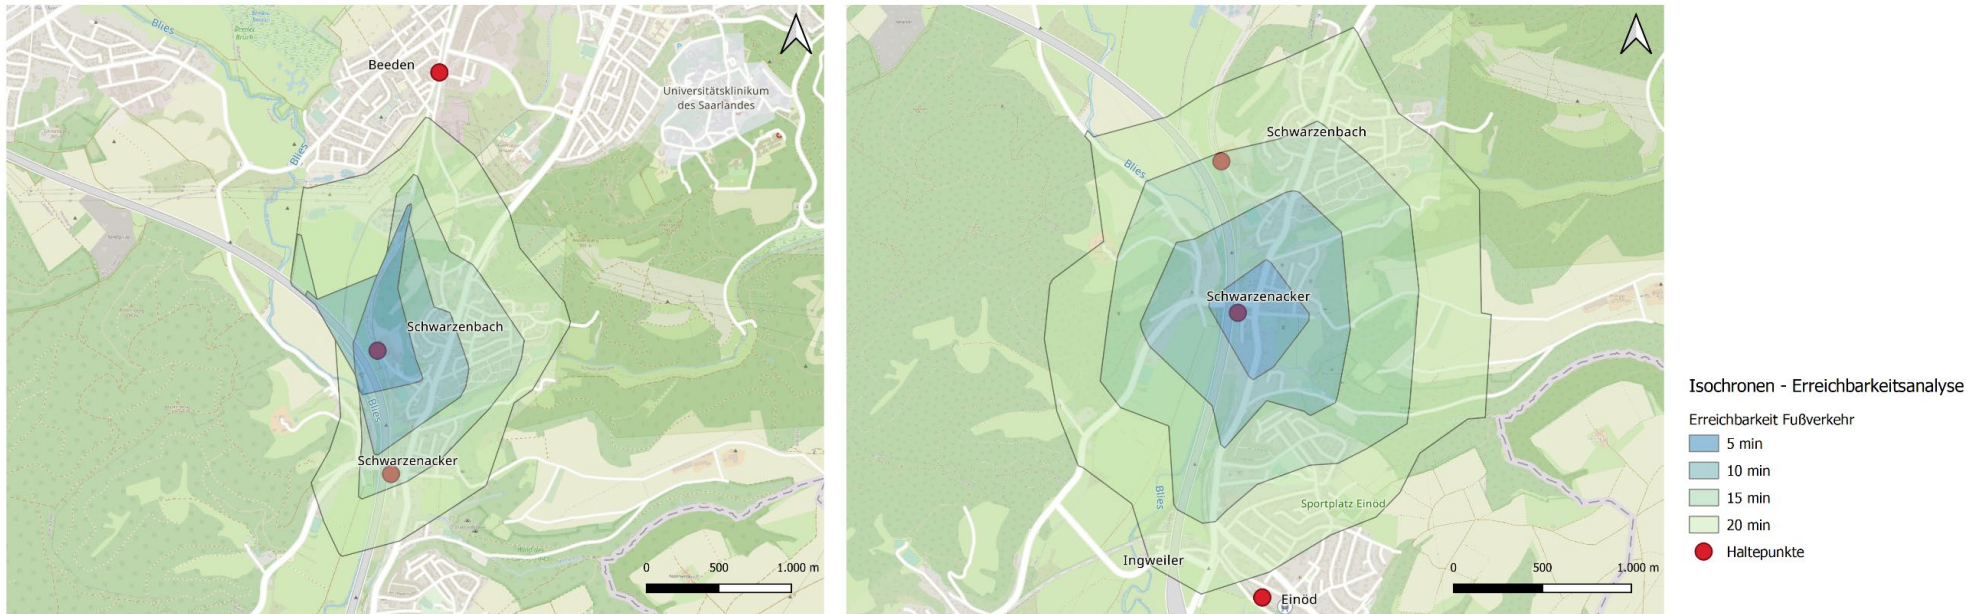 Blies
Beeden
Universitätsklinikum
des Saarlandes
Blies
Schwarzenbach
Blies
Schwarzenacker
0 500 1.000 m
Schwarzenbach
Blies
Schwarzenacker
Sportplatz Einöd
Blies
Ingweiler
Einöd
0 500 1.000 m
Isochronen - Erreichbarkeitsanalyse
Erreichbarkeit Fußverkehr
5 min
10 min
15 min
20 min
Haltepunkte